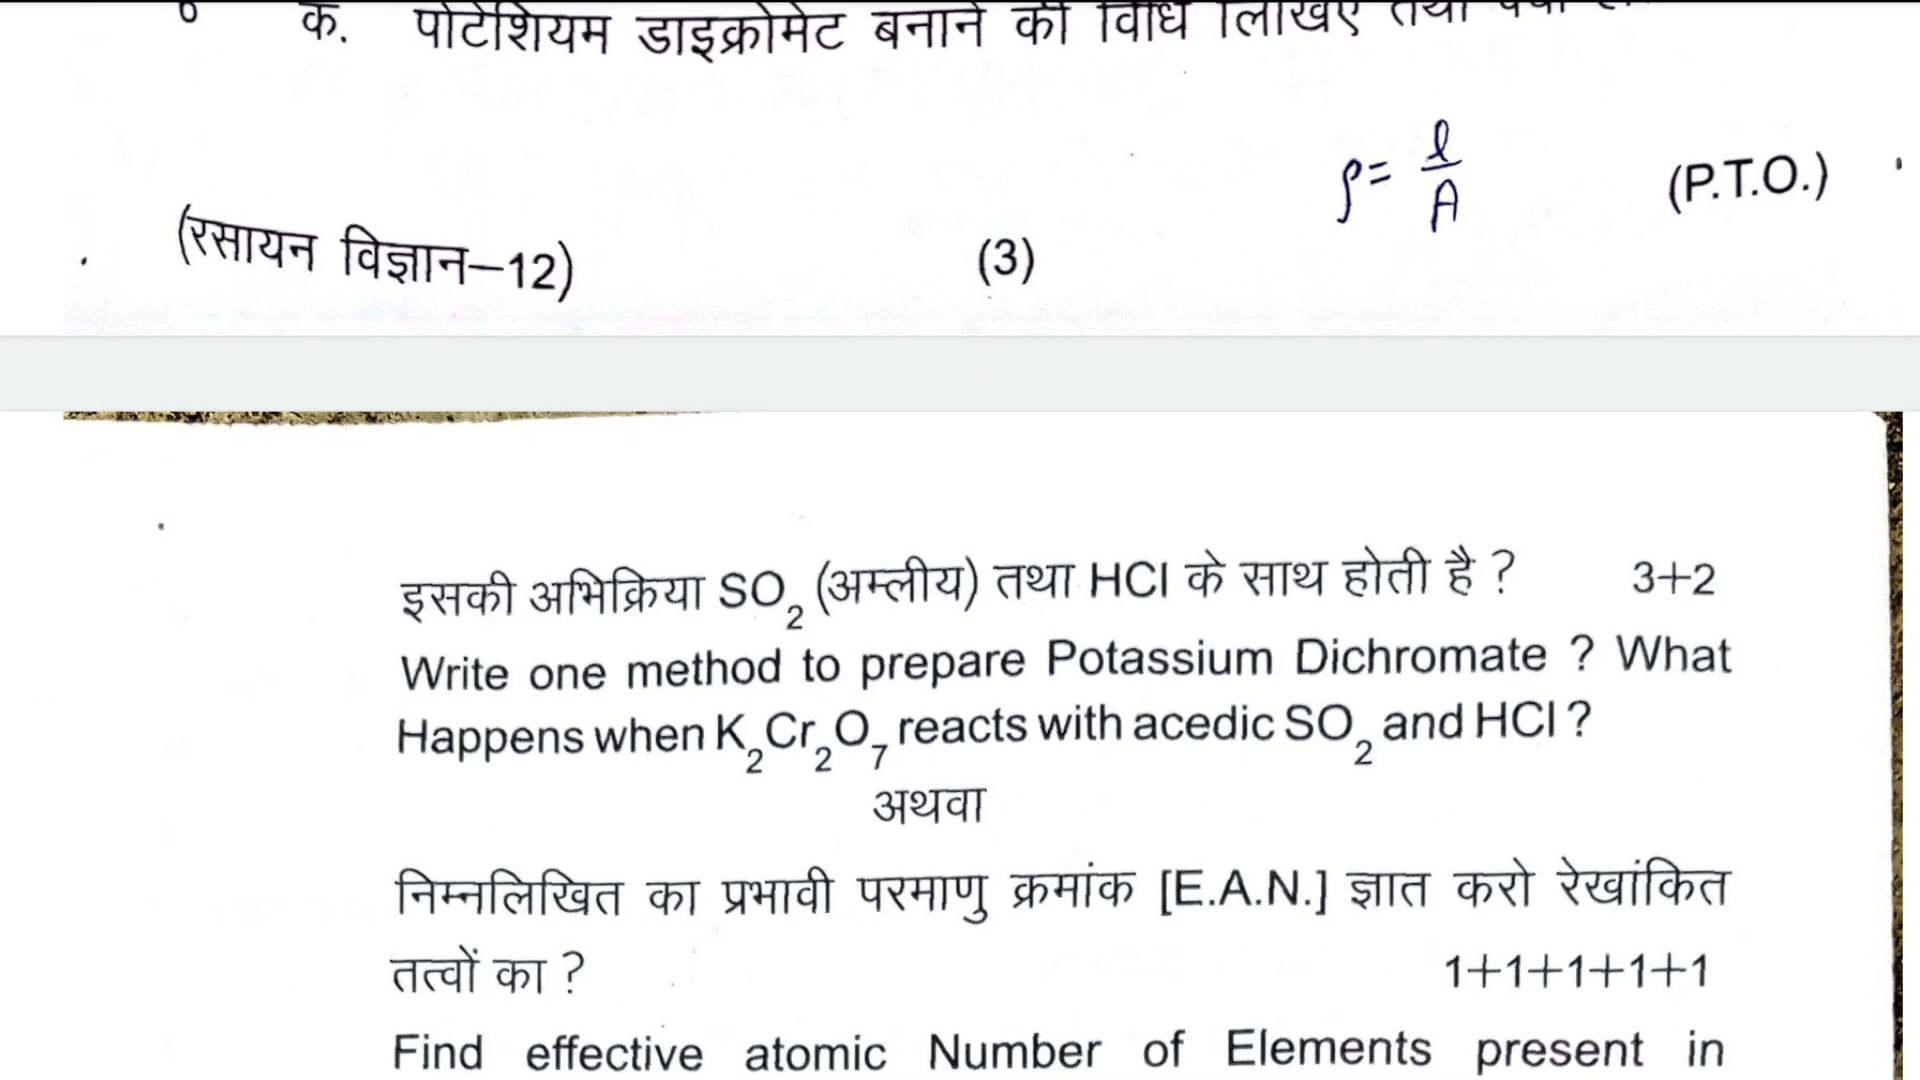 क. पोटेशियम डाइक्रोमेट बनाने की विधि लिखिए तथा
ρ = l/A
(P.T.O.)
(रसायन विज्ञान–12)
(3)
इसकी अभिक्रिया SO₂ (अम्लीय) तथा HCl के साथ होती है ? 3+2
Write one method to prepare Potassium Dichromate ? What
Happens when K₂Cr₂O₇ reacts with acedic SO₂ and HCl ?
अथवा
निम्नलिखित का प्रभावी परमाणु क्रमांक [E.A.N.] ज्ञात करो रेखांकित
तत्वों का ? 1+1+1+1+1
Find effective atomic Number of Elements present in